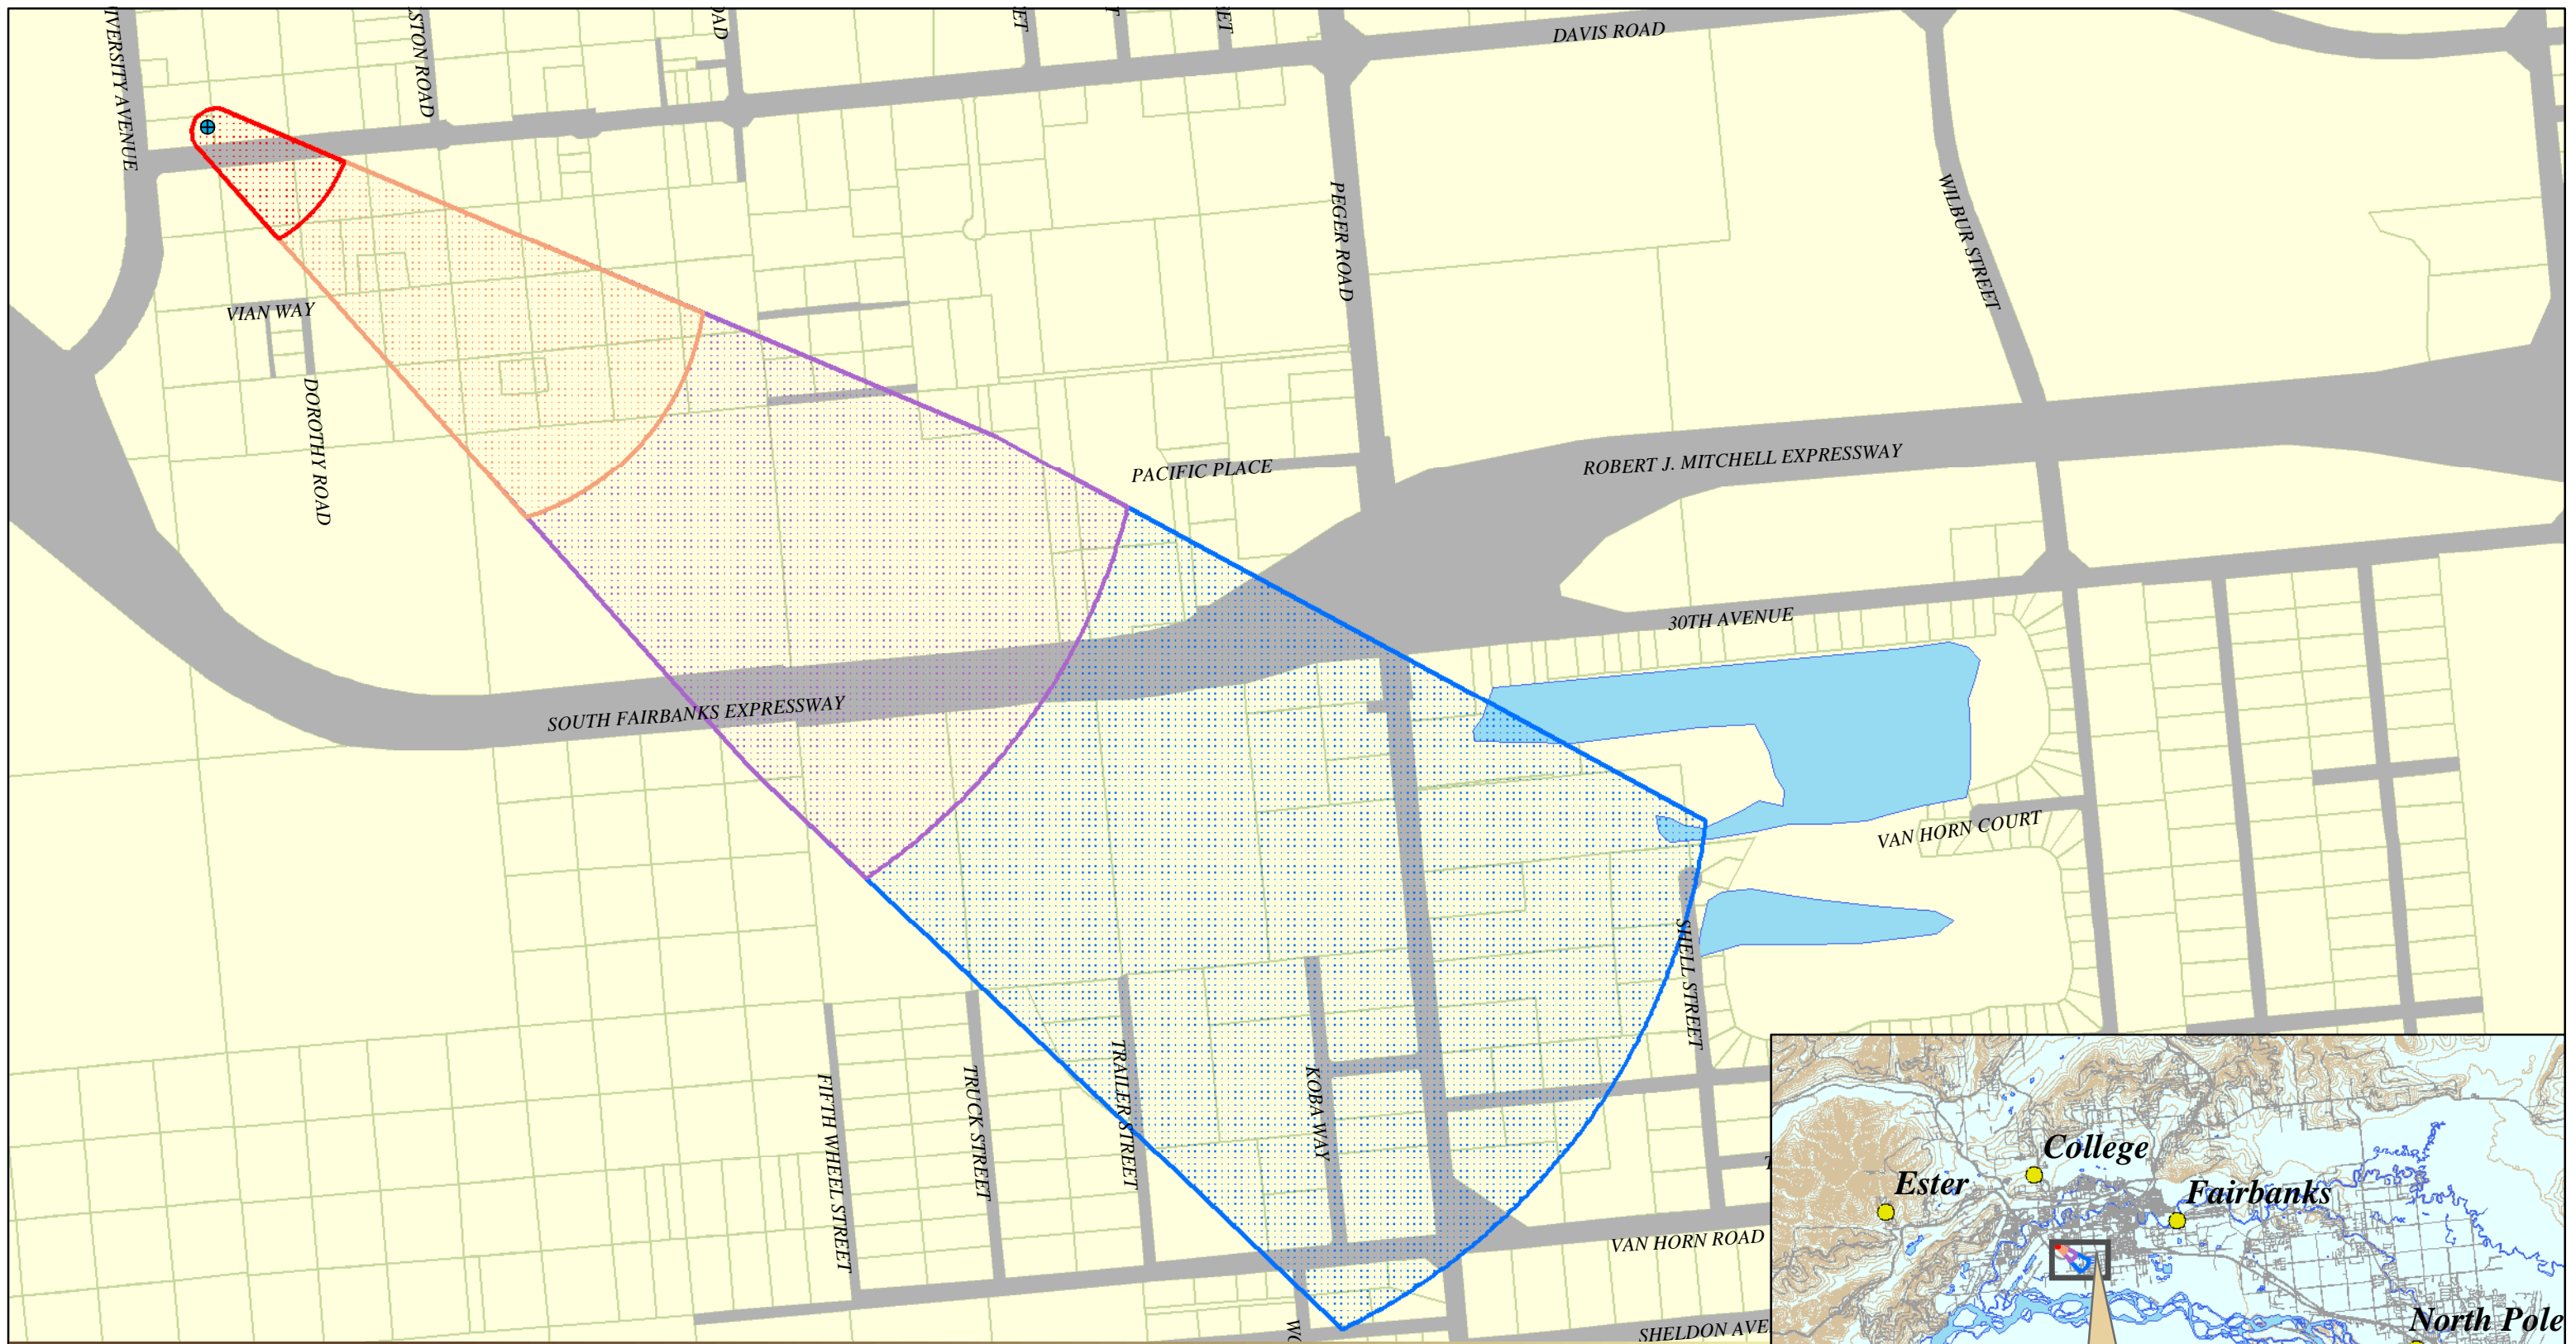 DAVIS ROAD
PEGER ROAD
WILBUR STREET
VIAN WAY
DOROTHY ROAD
PACIFIC PLACE
ROBERT J. MITCHELL EXPRESSWAY
30TH AVENUE
SOUTH FAIRBANKS EXPRESSWAY
VAN HORN COURT
SHELL STREET
FIFTH WHEEL STREET
TRUCK STREET
TRAILER STREET
KOBA WAY
VAN HORN ROAD
SHELDON AVE
College
Ester
Fairbanks
North Pole